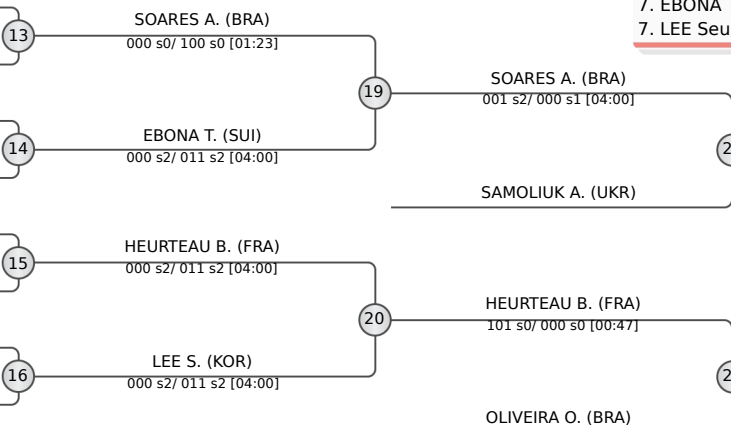 7. EBONA
7. LEE Seu
SOARES A. (BRA)
13
000 s0/ 100 s0 [01:23]
19
SOARES A. (BRA)
001 s2/ 000 s1 [04:00]
EBONA T. (SUI)
14
000 s2/ 011 s2 [04:00]
2
SAMOLIUK A. (UKR)
HEURTEAU B. (FRA)
15
000 s2/ 011 s2 [04:00]
20
HEURTEAU B. (FRA)
101 s0/ 000 s0 [00:47]
LEE S. (KOR)
16
000 s2/ 011 s2 [04:00]
2
OLIVEIRA O. (BRA)